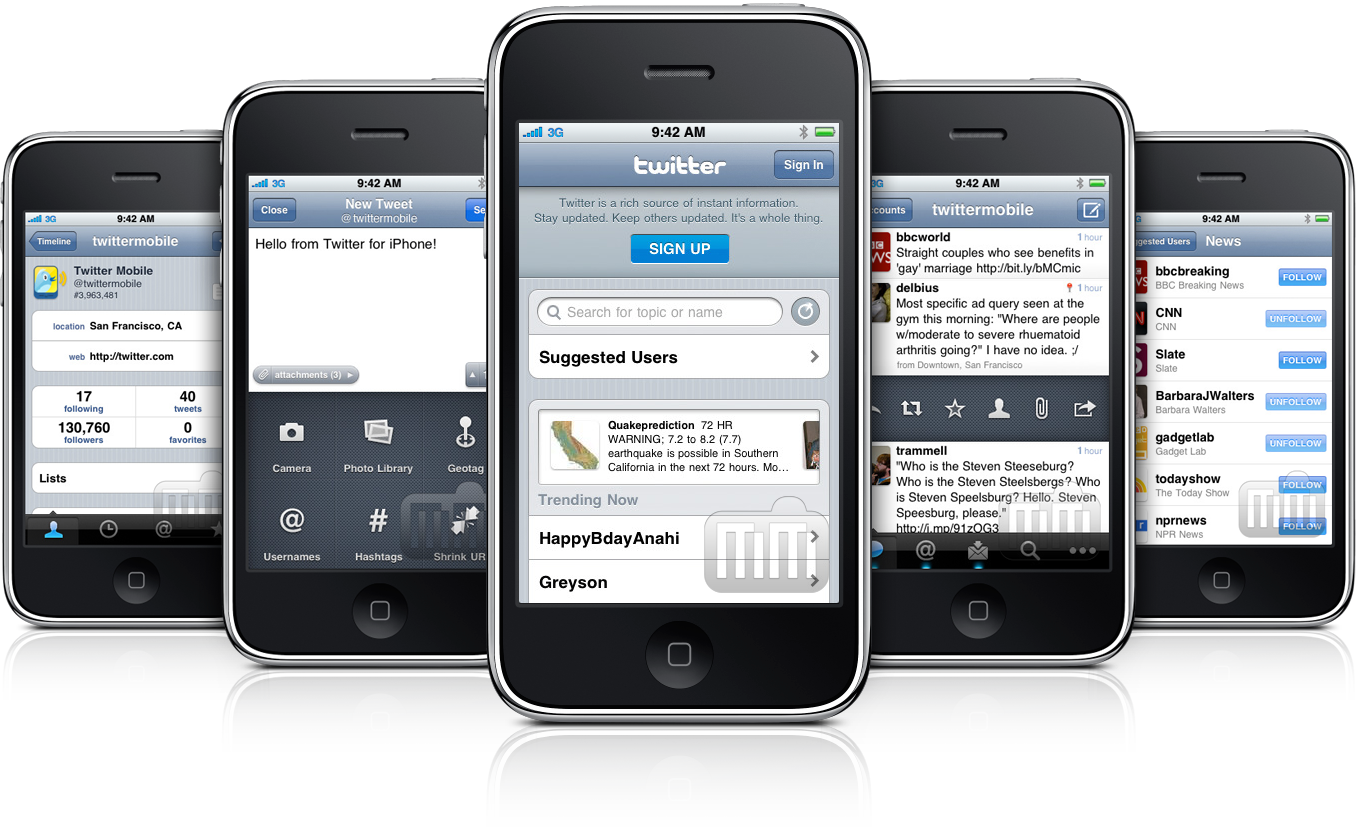 3G 9:42 AM
Timeline twittermobile
Twitter Mobile
@twittermobile
#3,963,481
location San Francisco, CA
web http://twitter.com
17 40
following tweets
130,760 0
followers favorites
Lists
@
3G 9:42 AM
Close New Tweet
@twittermobile
Hello from Twitter for iPhone!
attachments (3)
Camera Photo Library Geotag
@ #
Usernames Hashtags Shrink UR
3G 9:42 AM
twitter Sign In
Twitter is a rich source of instant information.
Stay updated. Keep others updated. It's a whole thing.
SIGN UP
Search for topic or name
Suggested Users
Quakeprediction 72 HR
WARNING; 7.2 to 8.2 (7.7)
earthquake is possible in Southern
California in the next 72 hours. Mo...
Trending Now
HappyBdayAnahi
Greyson
3G 9:42 AM
counts twittermobile
bbcworld 1 hour
Straight couples who see benefits in
'gay' marriage http://bit.ly/bMCmic
delbius 1 hour
Most specific ad query seen at the
gym this morning: "Where are people
w/moderate to severe rhuematoid
arthritis going?" I have no idea. ;/
from Downtown, San Francisco
trammell 1 hour
"Who is the Steven Steeseburg?
Who is the Steven Steelsbergs? Who
is Steven Speelsburg? Hello. Steven
Speesburg, please."
http://j.mp/91zQG3
@
9:42 AM
ggested Users News
bbcbreaking
BBC Breaking News
FOLLOW
CNN
CNN
UNFOLLOW
Slate
Slate
FOLLOW
BarbaraJWalters
Barbara Walters
UNFOLLOW
gadgetlab
Gadget Lab
UNFOLLOW
todayshow
The Today Show
FOLLOW
nprnews
NPR News
FOLLOW